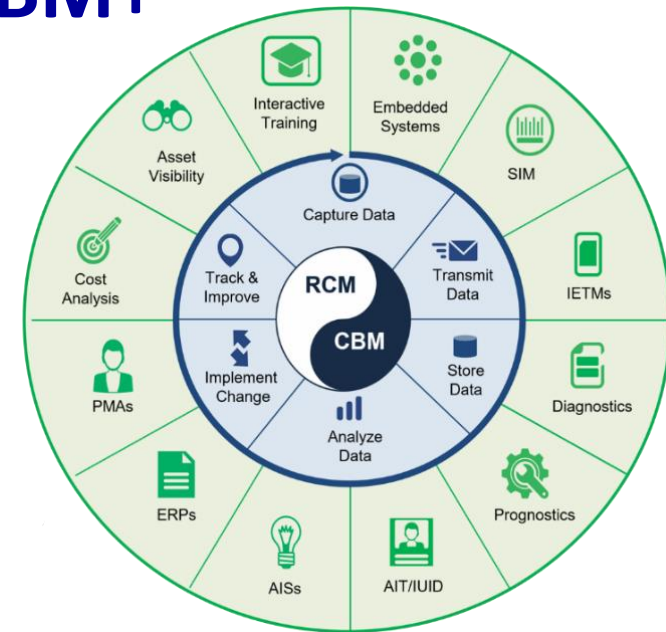 BM+
Interactive
Training
Embedded
Systems
Asset
Visibility
SIM
Capture Data
Cost
Analysis
Track &
Improve
RCM
Transmit
Data
IETMs
CBM
PMAs
Implement
Change
Store
Data
Diagnostics
Analyze
Data
ERPs
Prognostics
AISs
AIT/IUID